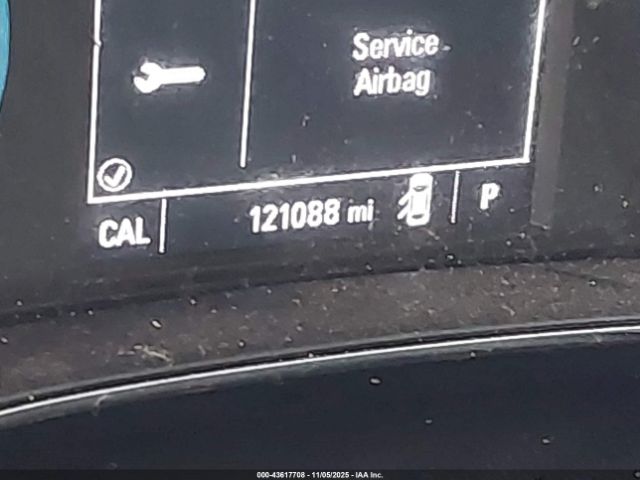 Service
Airbag
CAL 121088 mi P
000-43617708 - 11/05/2025 - IAA Inc.